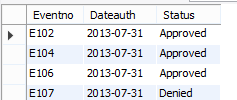 Eventno Dateauth Status
E102 2013-07-31 Approved
E104 2013-07-31 Approved
E106 2013-07-31 Approved
E107 2013-07-31 Denied